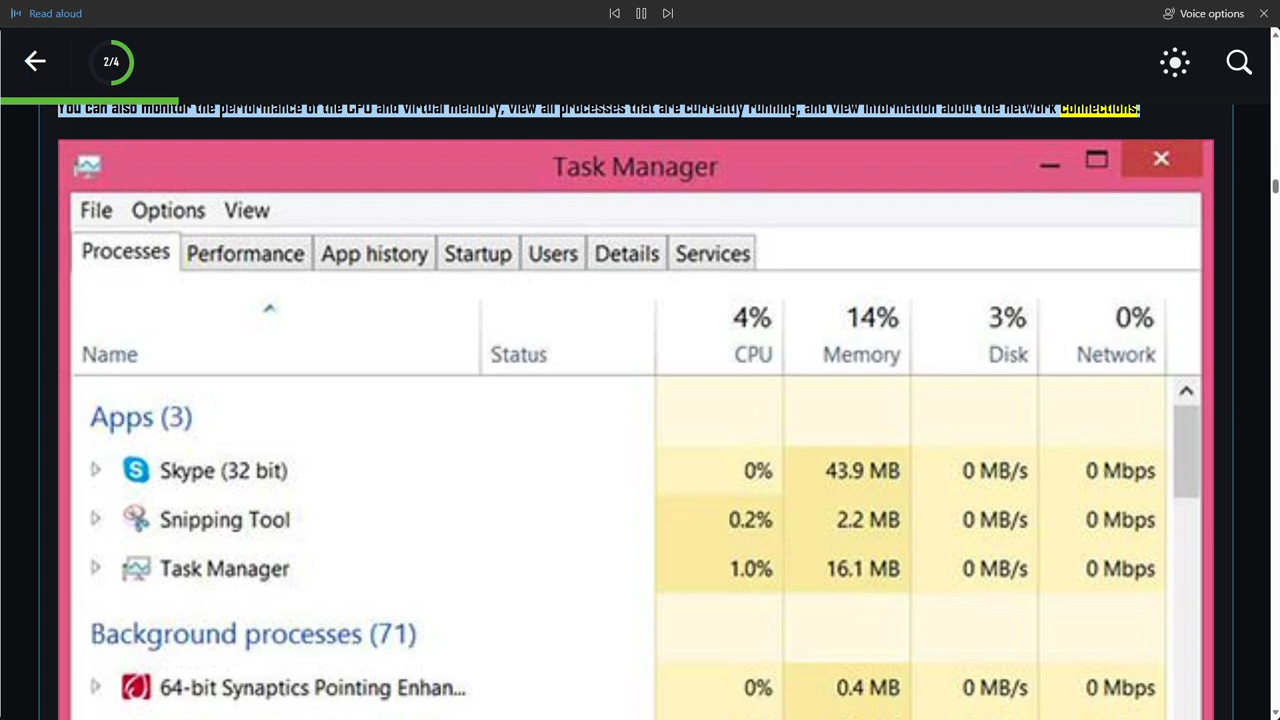 Read aloud
Voice options
2/4
You can also monitor the performance of the CPU and virtual memory, view all processes that are currently running, and view information about the network connections.
Task Manager
File Options View
Processes Performance App history Startup Users Details Services
4% 14% 3% 0%
Name Status CPU Memory Disk Network
Apps (3)
Skype (32 bit) 0% 43.9 MB 0 MB/s 0 Mbps
Snipping Tool 0.2% 2.2 MB 0 MB/s 0 Mbps
Task Manager 1.0% 16.1 MB 0 MB/s 0 Mbps
Background processes (71)
64-bit Synaptics Pointing Enhan... 0% 0.4 MB 0 MB/s 0 Mbps